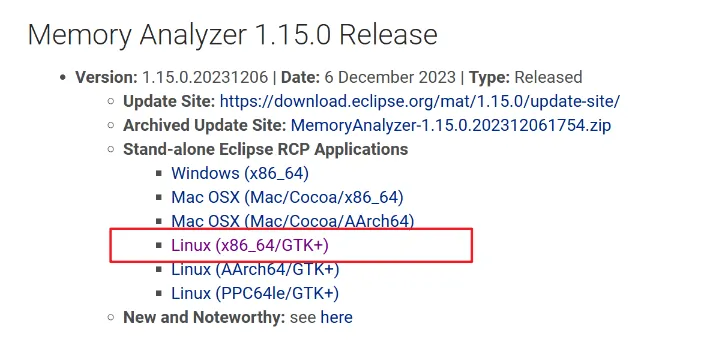 Memory Analyzer 1.15.0 Release
Version: 1.15.0.20231206 | Date: 6 December 2023 | Type: Released
Update Site: https://download.eclipse.org/mat/1.15.0/update-site/
Archived Update Site: MemoryAnalyzer-1.15.0.202312061754.zip
Stand-alone Eclipse RCP Applications
Windows (x86_64)
Mac OSX (Mac/Cocoa/x86_64)
Mac OSX (Mac/Cocoa/AArch64)
Linux (x86_64/GTK+)
Linux (AArch64/GTK+)
Linux (PPC64le/GTK+)
New and Noteworthy: see here